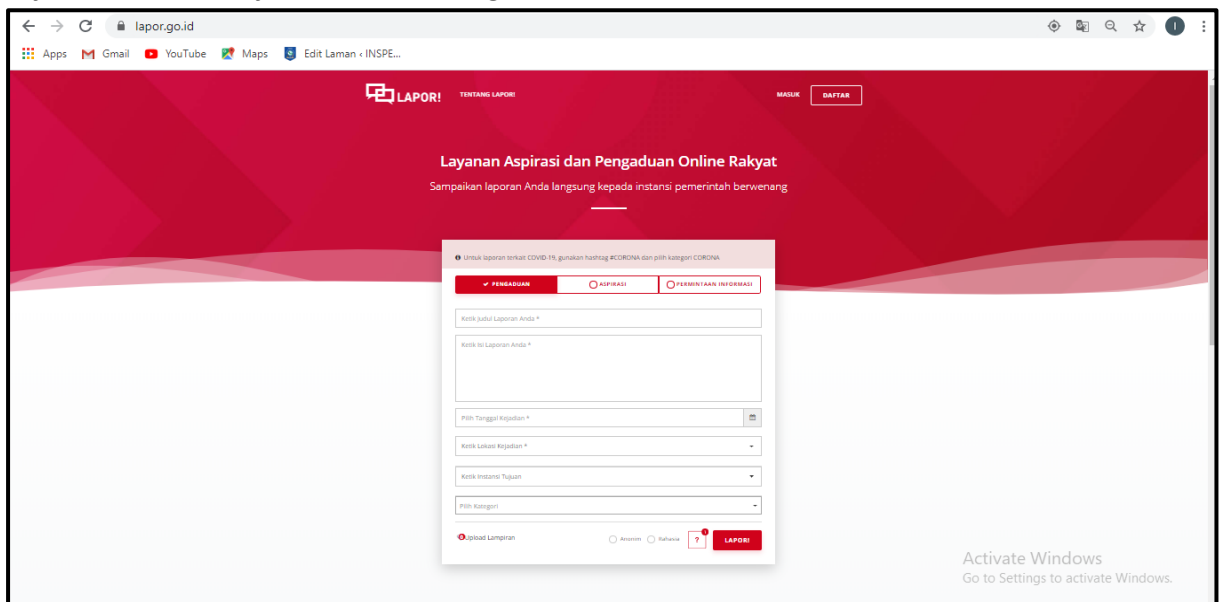 lapor.go.id
Apps Gmail YouTube Maps Edit Laman < INSPE...
LAPOR! TENTANG LAPOR! MASUK DAFTAR
Layanan Aspirasi dan Pengaduan Online Rakyat
Sampaikan laporan Anda langsung kepada instansi pemerintah berwenang
Untuk laporan terkait COVID-19, gunakan hashtag #CORONA dan pilih kategori CORONA
PENGADUAN ASPIRASI PERMINTAAN INFORMASI
Ketik Judul Laporan Anda *
Ketik Isi Laporan Anda *
Pilih Tanggal Kejadian *
Ketik Lokasi Kejadian *
Ketik Instansi Tujuan
Pilih Kategori
Upload Lampiran Anonim Rahasia ? LAPOR!
Activate Windows
Go to Settings to activate Windows.